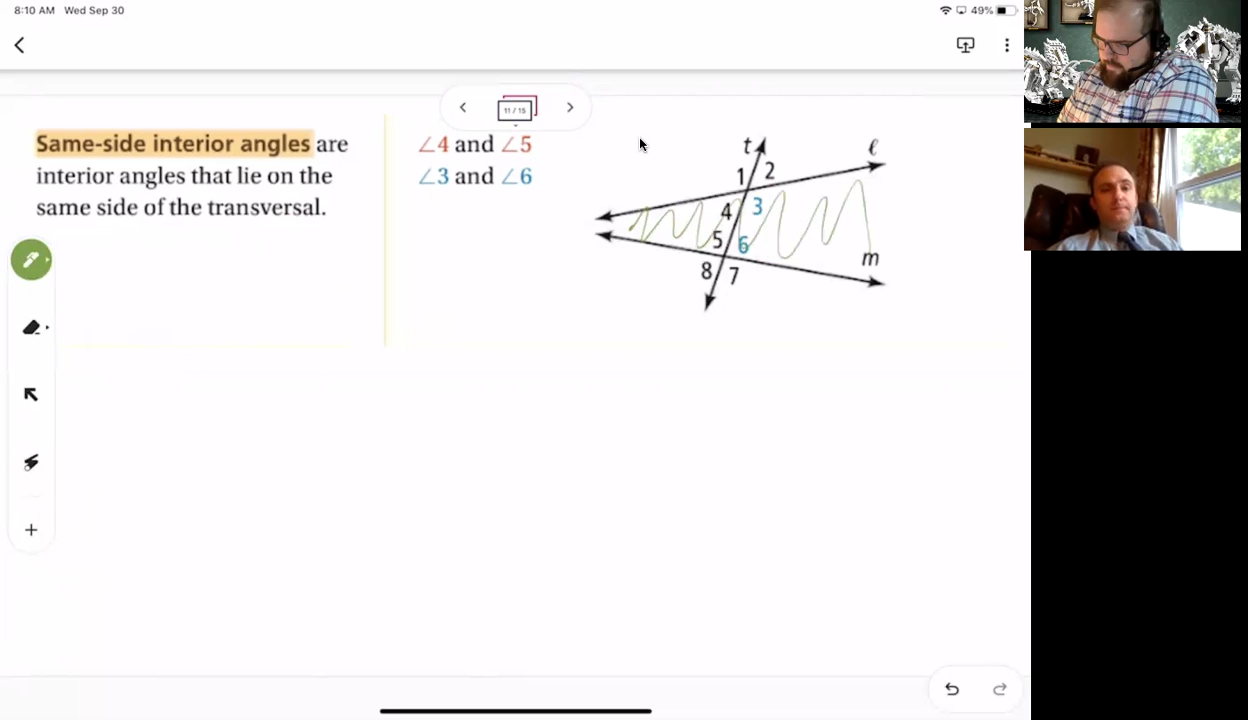 8:10 AM Wed Sep 30
49%
11 / 15
Same-side interior angles are
interior angles that lie on the
same side of the transversal.
∠4 and ∠5
∠3 and ∠6
t
ℓ
1 2
4 3
5 6
m
8 7